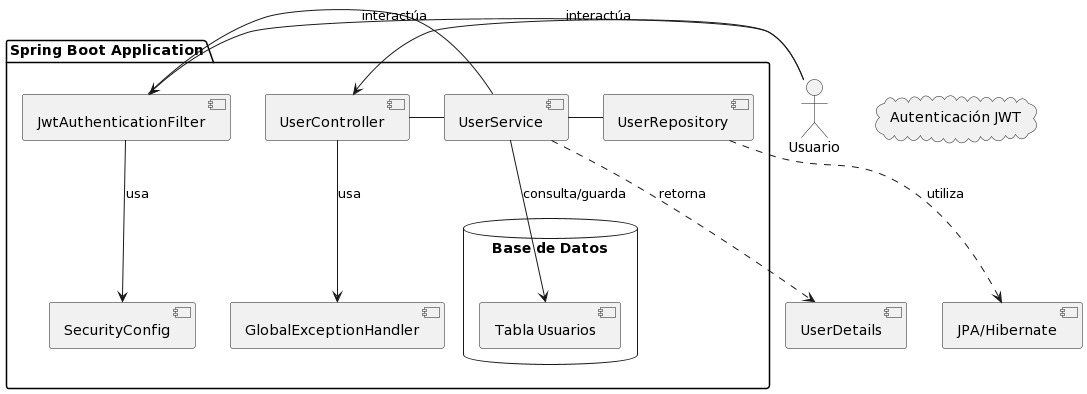 interactúa
interactúa
Spring Boot Application
JwtAuthenticationFilter
UserController
UserService
UserRepository
Usuario
Autenticación JWT
usa
usa
consulta/guarda
retorna
utiliza
Base de Datos
SecurityConfig
GlobalExceptionHandler
Tabla Usuarios
UserDetails
JPA/Hibernate